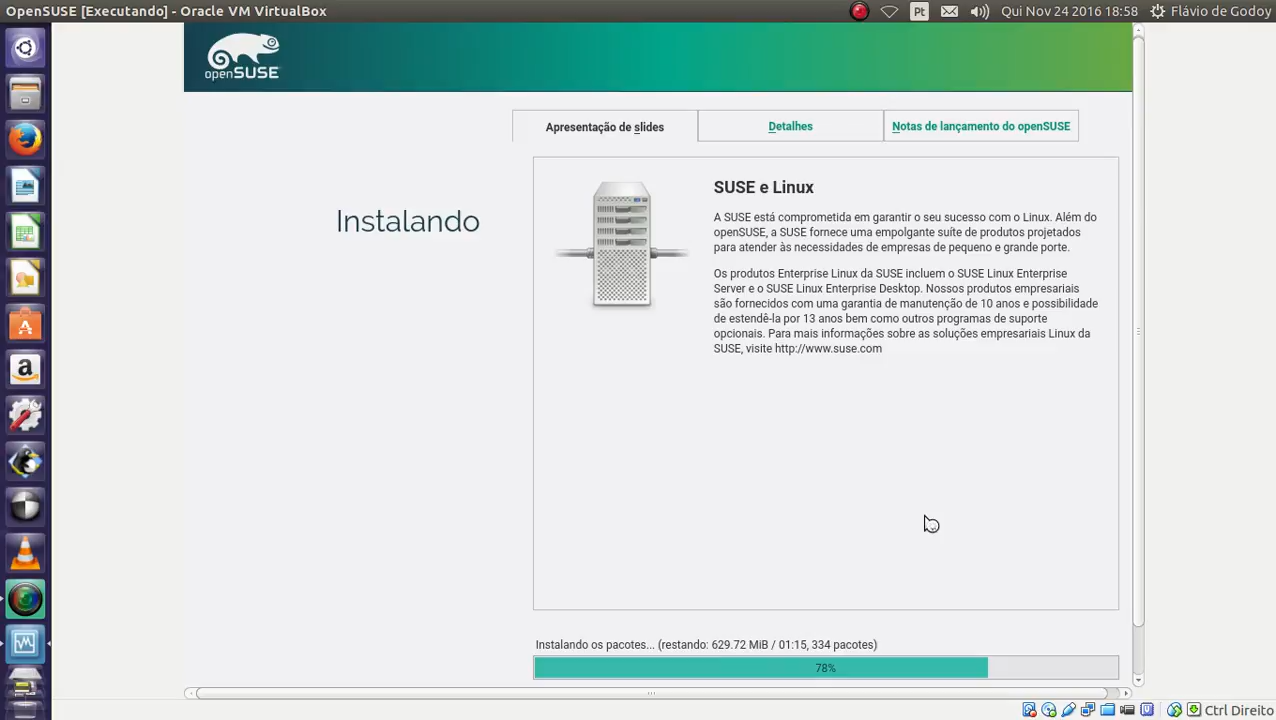 OpenSUSE [Executando] - Oracle VM VirtualBox
Pt
Qui Nov 24 2016 18:58
Flávio de Godoy
openSUSE
Apresentação de slides
Detalhes
Notas de lançamento do openSUSE
Instalando
SUSE e Linux
A SUSE está comprometida em garantir o seu sucesso com o Linux. Além do
openSUSE, a SUSE fornece uma empolgante suíte de produtos projetados
para atender às necessidades de empresas de pequeno e grande porte.
Os produtos Enterprise Linux da SUSE incluem o SUSE Linux Enterprise
Server e o SUSE Linux Enterprise Desktop. Nossos produtos empresariais
são fornecidos com uma garantia de manutenção de 10 anos e possibilidade
de estendê-la por 13 anos bem como outros programas de suporte
opcionais. Para mais informações sobre as soluções empresariais Linux da
SUSE, visite http://www.suse.com
Instalando os pacotes... (restando: 629.72 MiB / 01:15, 334 pacotes)
78%
Ctrl Direito